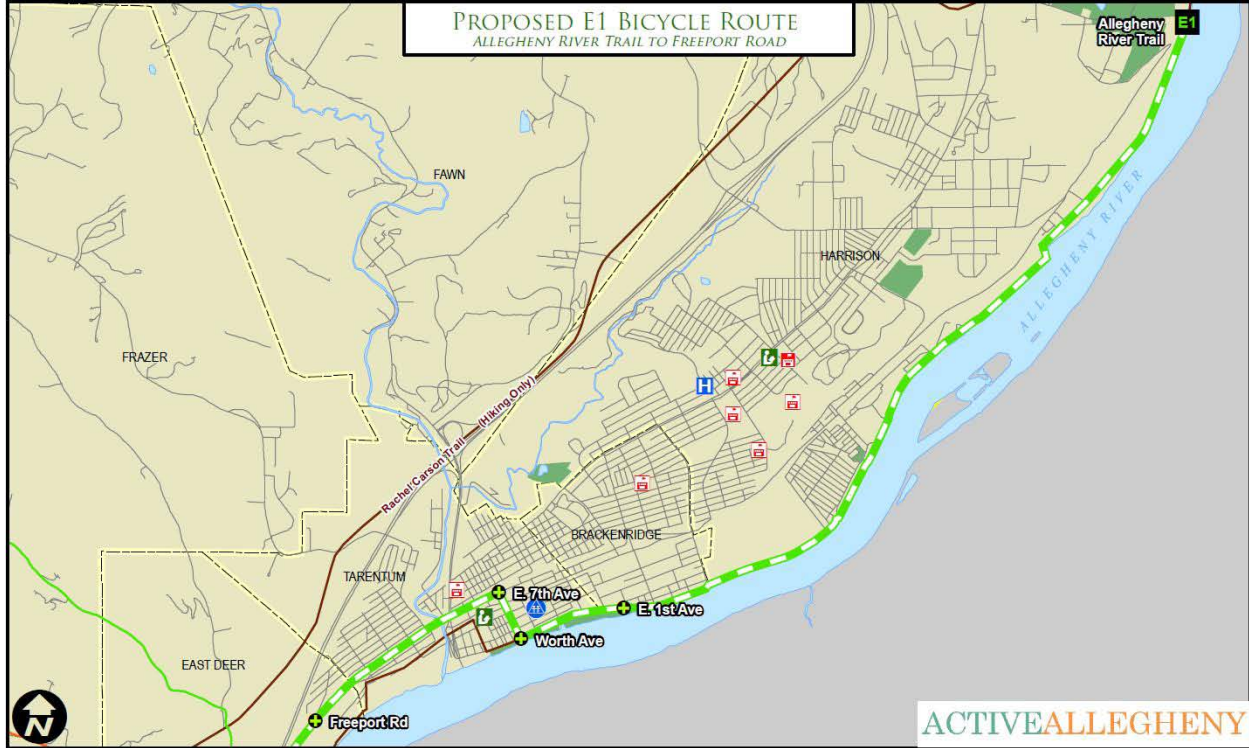 PROPOSED E1 BICYCLE ROUTE
ALLEGHENY RIVER TRAIL TO FREEPORT ROAD
Allegheny
River Trail
E1
FAWN
ALLEGHENY RIVER
HARRISON
FRAZER
H
Rachel Carson Trail (Hiking Only)
BRACKENRIDGE
TARENTUM
E. 7th Ave
E. 1st Ave
Worth Ave
EAST DEER
Freeport Rd
N
ACTIVEALLEGHENY